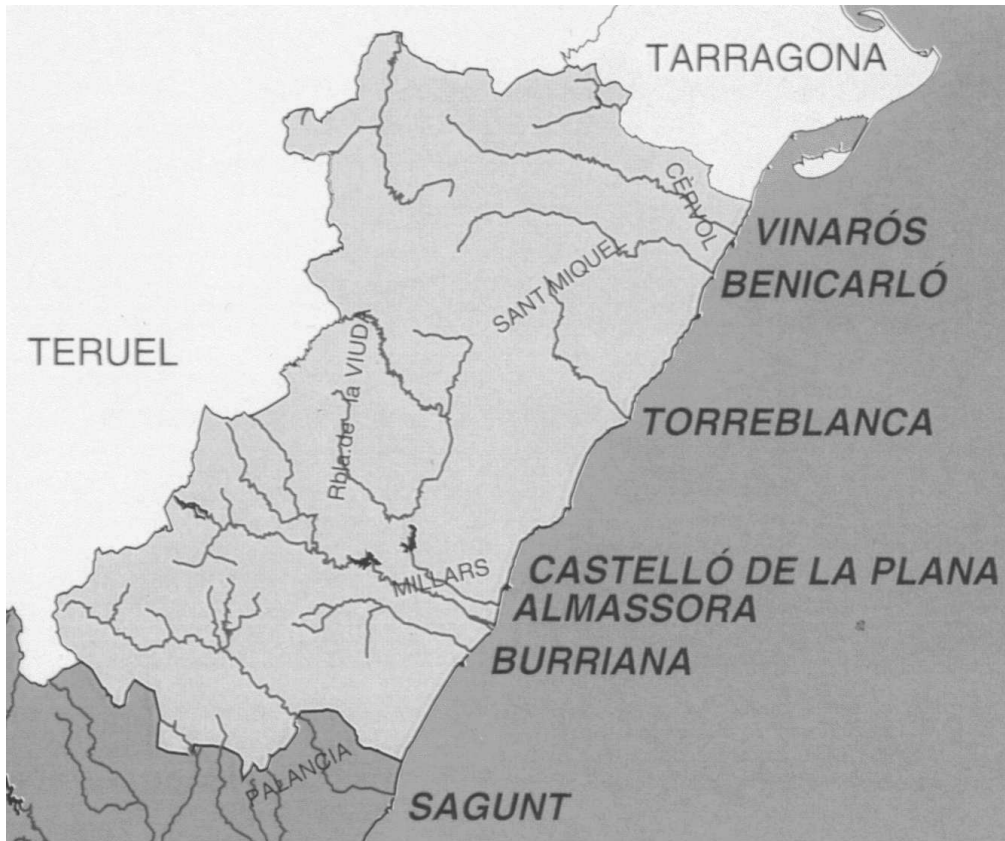 TARRAGONA
CÉRVOL
VINARÓS
SANT MIQUEL
BENICARLÓ
TERUEL
Rbla.de la VIUDA
TORREBLANCA
MILLARS
CASTELLÓ DE LA PLANA
ALMASSORA
BURRIANA
PALANCIA
SAGUNT